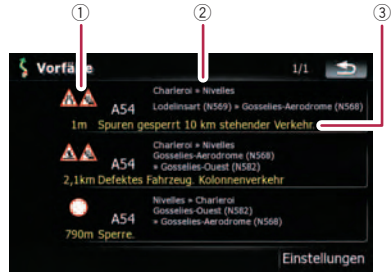 ① ② ③
Vorfälle 1/1
Charleroi » Nivelles
A54 Lodelinsart (N569) » Gosselies-Aerodrome (N568)
1m Spuren gesperrt 10 km stehender Verkehr
Charleroi » Nivelles
A54 Gosselies-Aerodrome (N568)
» Gosselies-Ouest (N582)
2,1km Defektes Fahrzeug. Kolonnenverkehr
Nivelles » Charleroi
A54 Gosselies-Ouest (N582)
» Gosselies-Aerodrome (N568)
790m Sperre.
Einstellungen